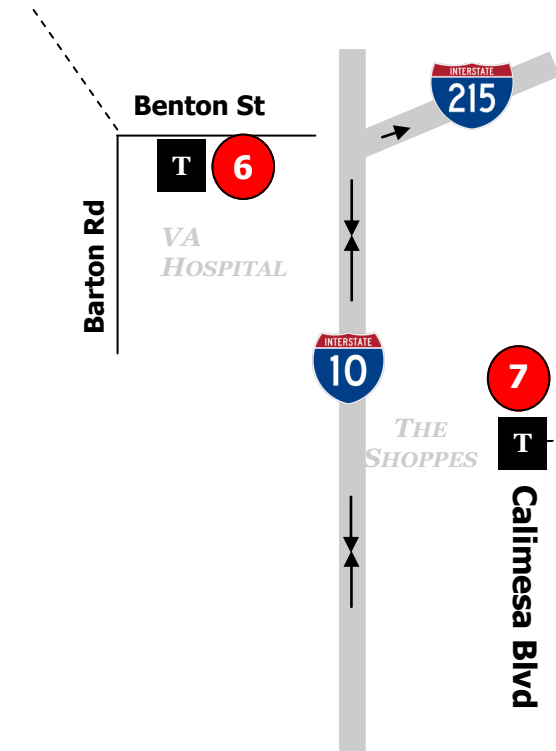 INTERSTATE
215
Benton St
T
6
Barton Rd
VA
HOSPITAL
INTERSTATE
10
7
THE
SHOPPES
T
Calimesa Blvd